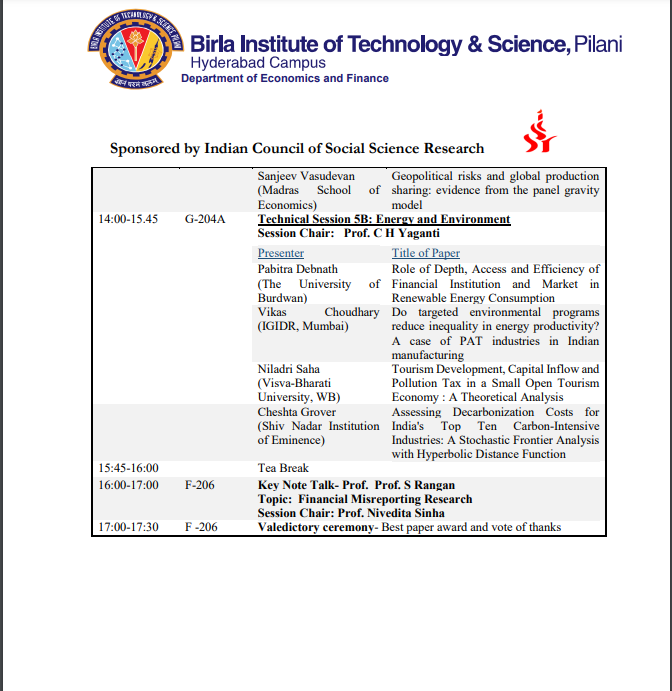 BIRLA INSTITUTE OF TECHNOLOGY & SCIENCE PILANI
ज्ञानं परमं बलम्
Birla Institute of Technology & Science, Pilani
Hyderabad Campus
Department of Economics and Finance
Sponsored by Indian Council of Social Science Research
Sanjeev Vasudevan
(Madras School of
Economics)
Geopolitical risks and global production
sharing: evidence from the panel gravity
model
14:00-15.45
G-204A
Technical Session 5B: Energy and Environment
Session Chair: Prof. C H Yaganti
Presenter
Title of Paper
Pabitra Debnath
(The University of
Burdwan)
Role of Depth, Access and Efficiency of
Financial Institution and Market in
Renewable Energy Consumption
Vikas Choudhary
(IGIDR, Mumbai)
Do targeted environmental programs
reduce inequality in energy productivity?
A case of PAT industries in Indian
manufacturing
Niladri Saha
(Visva-Bharati
University, WB)
Tourism Development, Capital Inflow and
Pollution Tax in a Small Open Tourism
Economy : A Theoretical Analysis
Cheshta Grover
(Shiv Nadar Institution
of Eminence)
Assessing Decarbonization Costs for
India's Top Ten Carbon-Intensive
Industries: A Stochastic Frontier Analysis
with Hyperbolic Distance Function
15:45-16:00
Tea Break
16:00-17:00
F-206
Key Note Talk- Prof. Prof. S Rangan
Topic: Financial Misreporting Research
Session Chair: Prof. Nivedita Sinha
17:00-17:30
F -206
Valedictory ceremony- Best paper award and vote of thanks